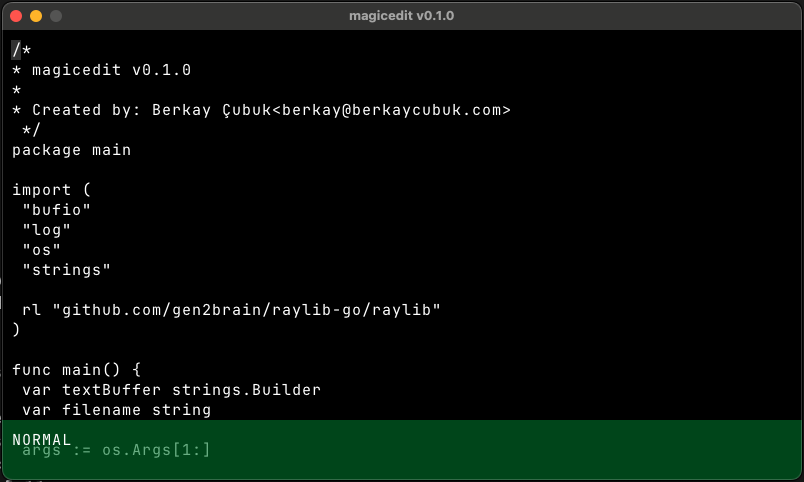 magicedit v0.1.0
/*
* magicedit v0.1.0
*
* Created by: Berkay Çubuk<berkay@berkaycubuk.com>
 */
package main

import (
 "bufio"
 "log"
 "os"
 "strings"

 rl "github.com/gen2brain/raylib-go/raylib"
)

func main() {
 var textBuffer strings.Builder
 var filename string
NORMAL
 args := os.Args[1:]